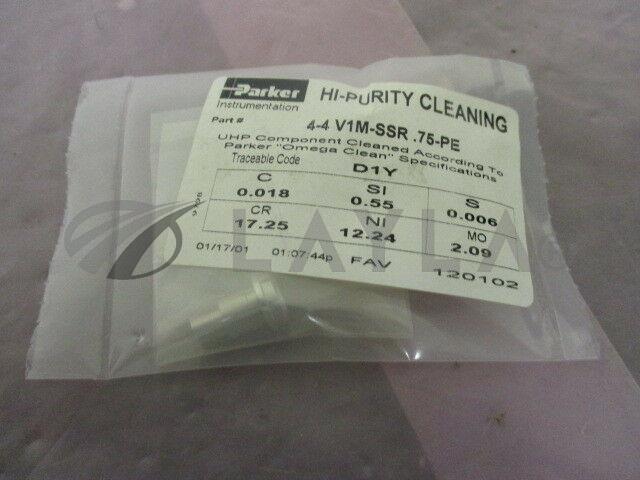 Parker
Instrumentation
HI-PURITY CLEANING
Part #
4-4 V1M-SSR .75-PE
UHP Component Cleaned According To
Parker "Omega Clean" Specifications
Traceable Code
D1Y
C
SI
S
0.018
0.55
0.006
CR
NI
MO
17.25
12.24
2.09
01/17/01
01:07:44p
FAV
120102
LAYLA